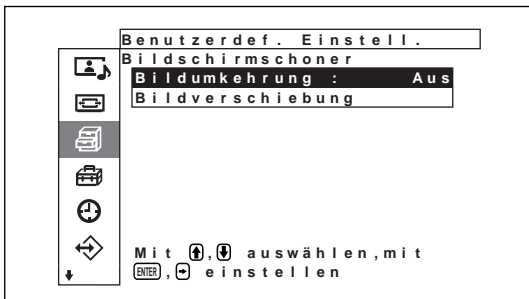 Benutzerdef. Einstell.
Bildschirmschoner
Bildumkehrung : Aus
Bildverschiebung
Mit ,  auswählen,mit
ENTER,  einstellen